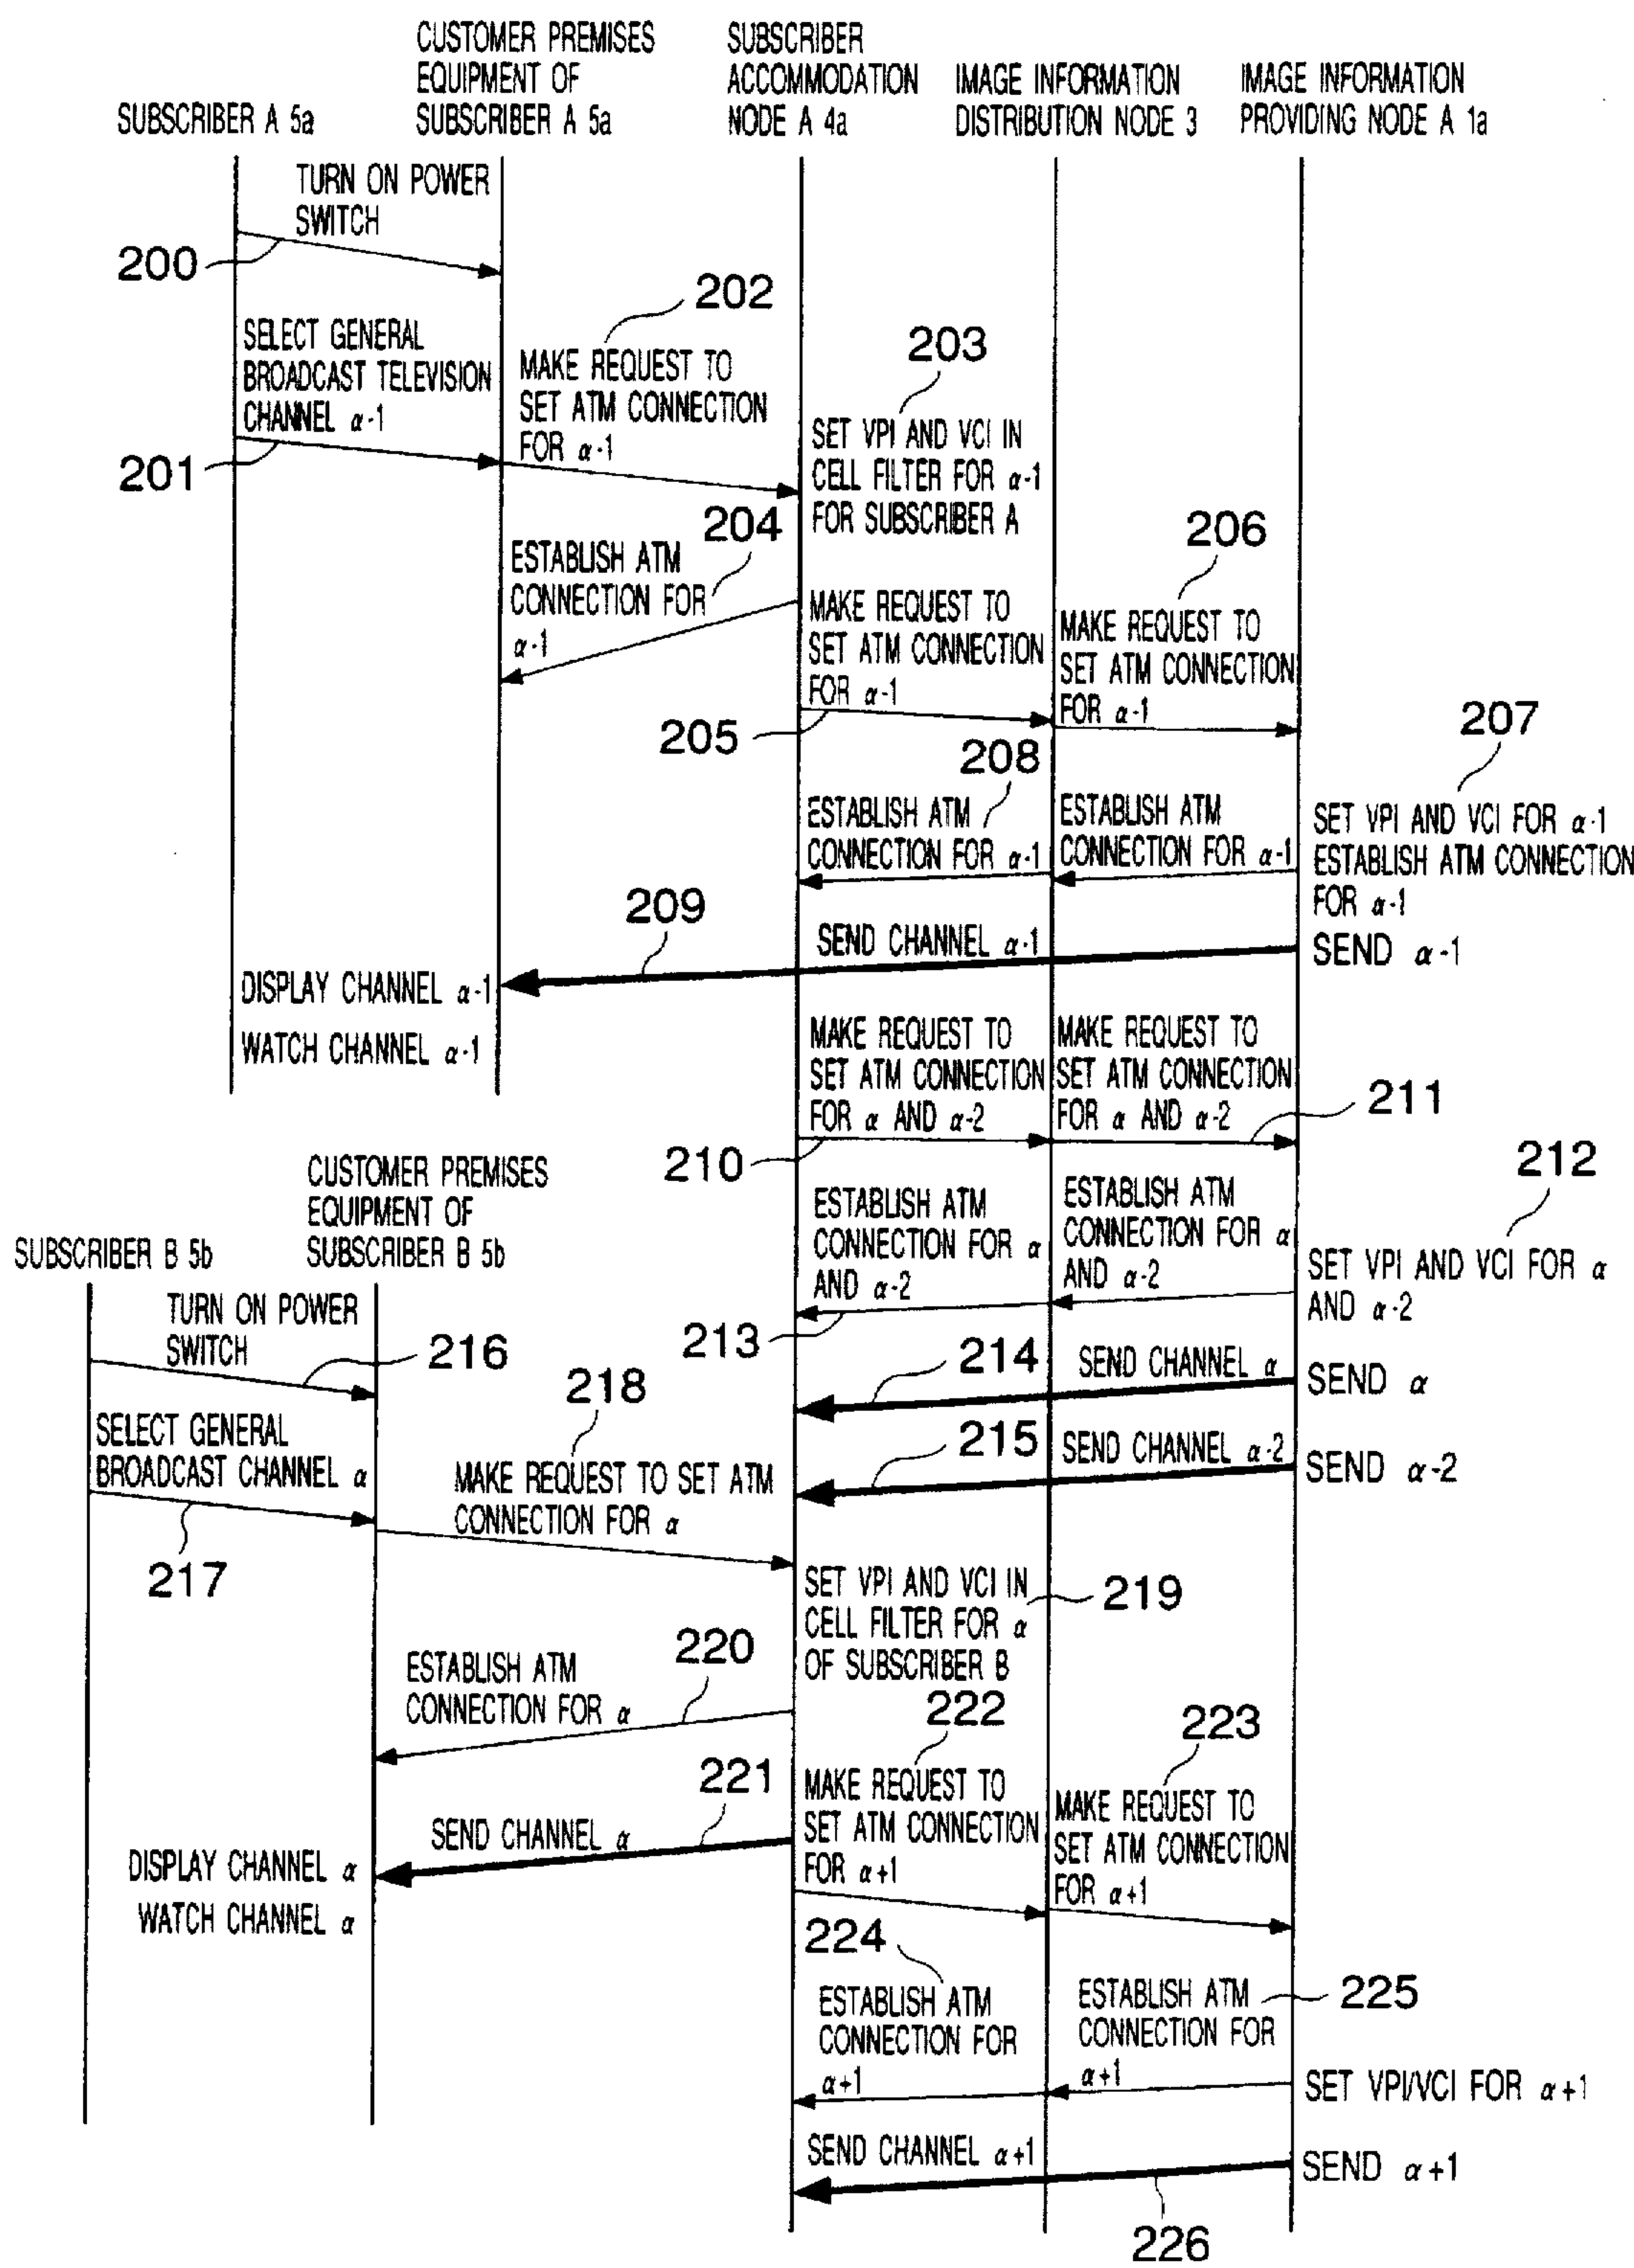 CUSTOMER PREMISES
EQUIPMENT OF
SUBSCRIBER A 5a
SUBSCRIBER
ACCOMMODATION
NODE A 4a
IMAGE INFORMATION
DISTRIBUTION NODE 3
IMAGE INFORMATION
PROVIDING NODE A 1a
SUBSCRIBER A 5a
TURN ON POWER
SWITCH
200
202
SELECT GENERAL
BROADCAST TELEVISION
CHANNEL α-1
201
MAKE REQUEST TO
SET ATM CONNECTION
FOR α-1
203
SET VPI AND VCI IN
CELL FILTER FOR α-1
FOR SUBSCRIBER A
204
ESTABLISH ATM
CONNECTION FOR
α-1
206
MAKE REQUEST TO
SET ATM CONNECTION
FOR α-1
205
MAKE REQUEST TO
SET ATM CONNECTION
FOR α-1
207
208
ESTABLISH ATM
CONNECTION FOR α-1
ESTABLISH ATM
CONNECTION FOR α-1
SET VPI AND VCI FOR α-1
ESTABLISH ATM CONNECTION
FOR α-1
209
SEND CHANNEL α-1
SEND α-1
DISPLAY CHANNEL α-1
WATCH CHANNEL α-1
MAKE REQUEST TO
SET ATM CONNECTION
FOR α AND α-2
210
MAKE REQUEST TO
SET ATM CONNECTION
FOR α AND α-2
211
212
CUSTOMER PREMISES
EQUIPMENT OF
SUBSCRIBER B 5b
SUBSCRIBER B 5b
ESTABLISH ATM
CONNECTION FOR α
AND α-2
213
ESTABLISH ATM
CONNECTION FOR α
AND α-2
SET VPI AND VCI FOR α
AND α-2
TURN ON POWER
SWITCH
216
214
SEND CHANNEL α
SEND α
218
SELECT GENERAL
BROADCAST CHANNEL α
217
215
SEND CHANNEL α-2
SEND α-2
MAKE REQUEST TO SET ATM
CONNECTION FOR α
SET VPI AND VCI IN
CELL FILTER FOR α
OF SUBSCRIBER B
219
220
ESTABLISH ATM
CONNECTION FOR α
222
223
221
MAKE REQUEST TO
SET ATM CONNECTION
FOR α+1
MAKE REQUEST TO
SET ATM CONNECTION
FOR α+1
SEND CHANNEL α
DISPLAY CHANNEL α
WATCH CHANNEL α
224
ESTABLISH ATM
CONNECTION FOR
α+1
ESTABLISH ATM
CONNECTION FOR
α+1
225
SET VPI/VCI FOR α+1
SEND CHANNEL α+1
SEND α+1
226